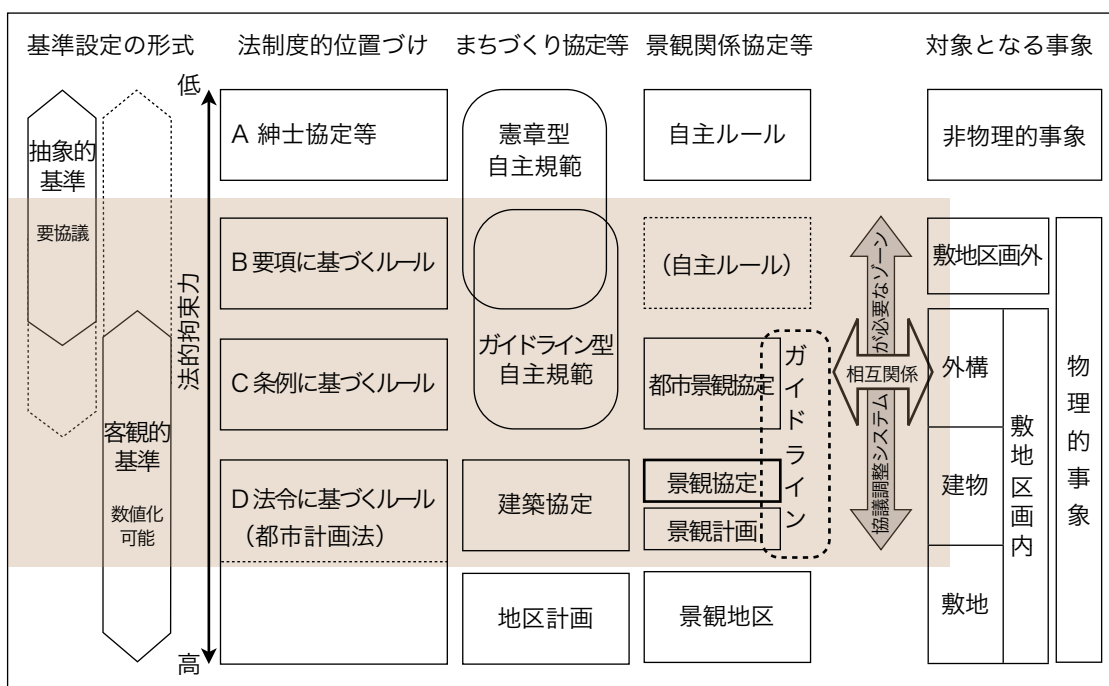 基準設定の形式
法制度的位置づけ
まちづくり協定等
景観関係協定等
対象となる事象
低
法的拘束力
高
抽象的
基準
要協議
客観的
基準
数値化
可能
A 紳士協定等
B 要項に基づくルール
C 条例に基づくルール
D 法令に基づくルール
（都市計画法）
憲章型
自主規範
ガイドライン型
自主規範
建築協定
地区計画
自主ルール
（自主ルール）
都市景観協定
景観協定
景観計画
景観地区
ガイドライン
協議調整システム
が必要なゾーン
相互関係
非物理的事象
敷地区画外
外構
建物
敷地
敷地区画内
物理的事象